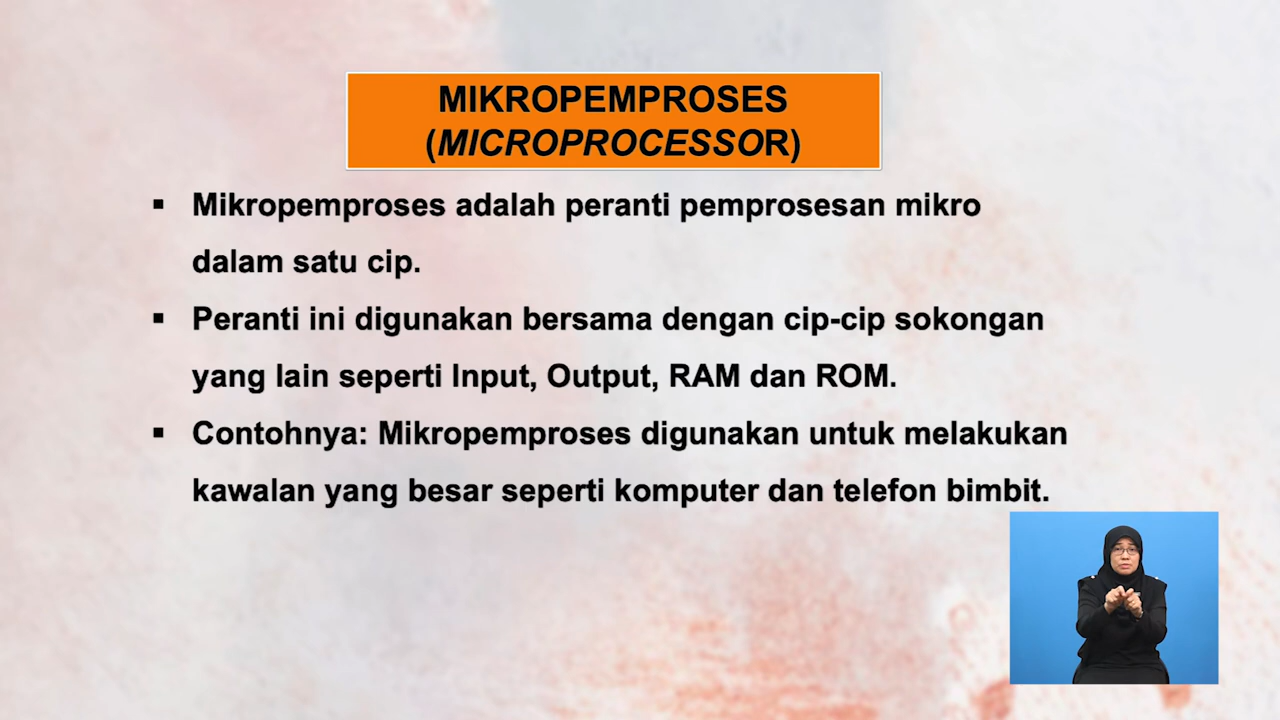 MIKROPEMPROSES
(MICROPROCESSOR)
▪ Mikropemproses adalah peranti pemprosesan mikro
dalam satu cip.
▪ Peranti ini digunakan bersama dengan cip-cip sokongan
yang lain seperti Input, Output, RAM dan ROM.
▪ Contohnya: Mikropemproses digunakan untuk melakukan
kawalan yang besar seperti komputer dan telefon bimbit.